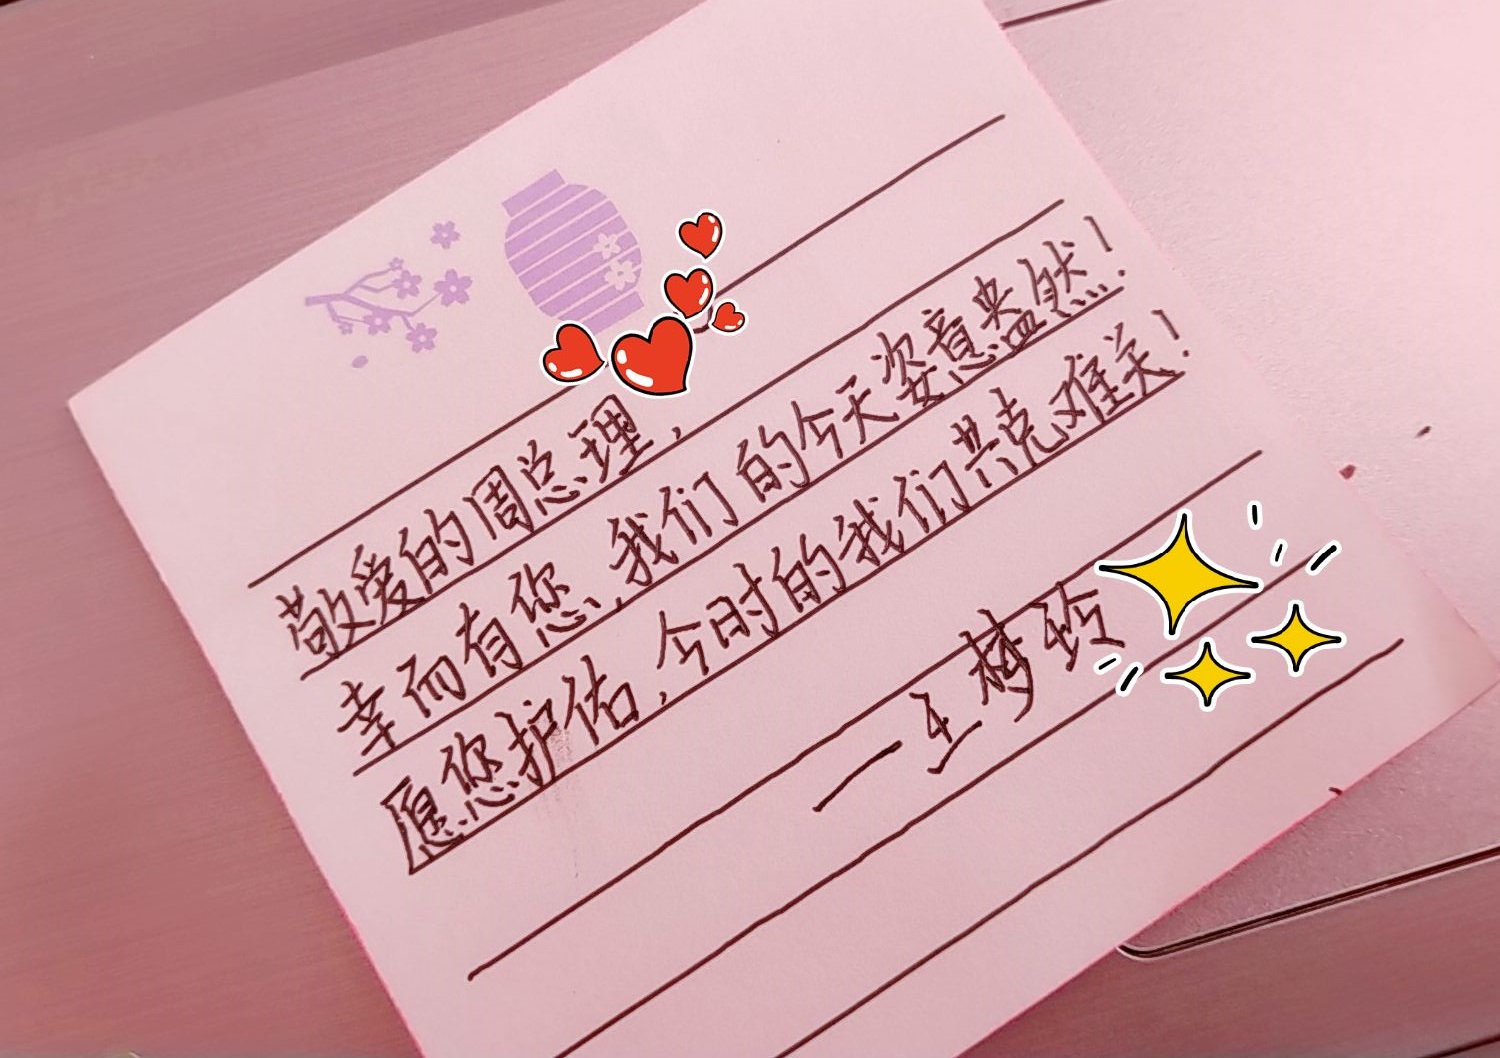 敬爱的周总理，
幸而有您，我们的今天姿意盎然！
愿您护佑，今时的我们共克难关！
一王梦玲